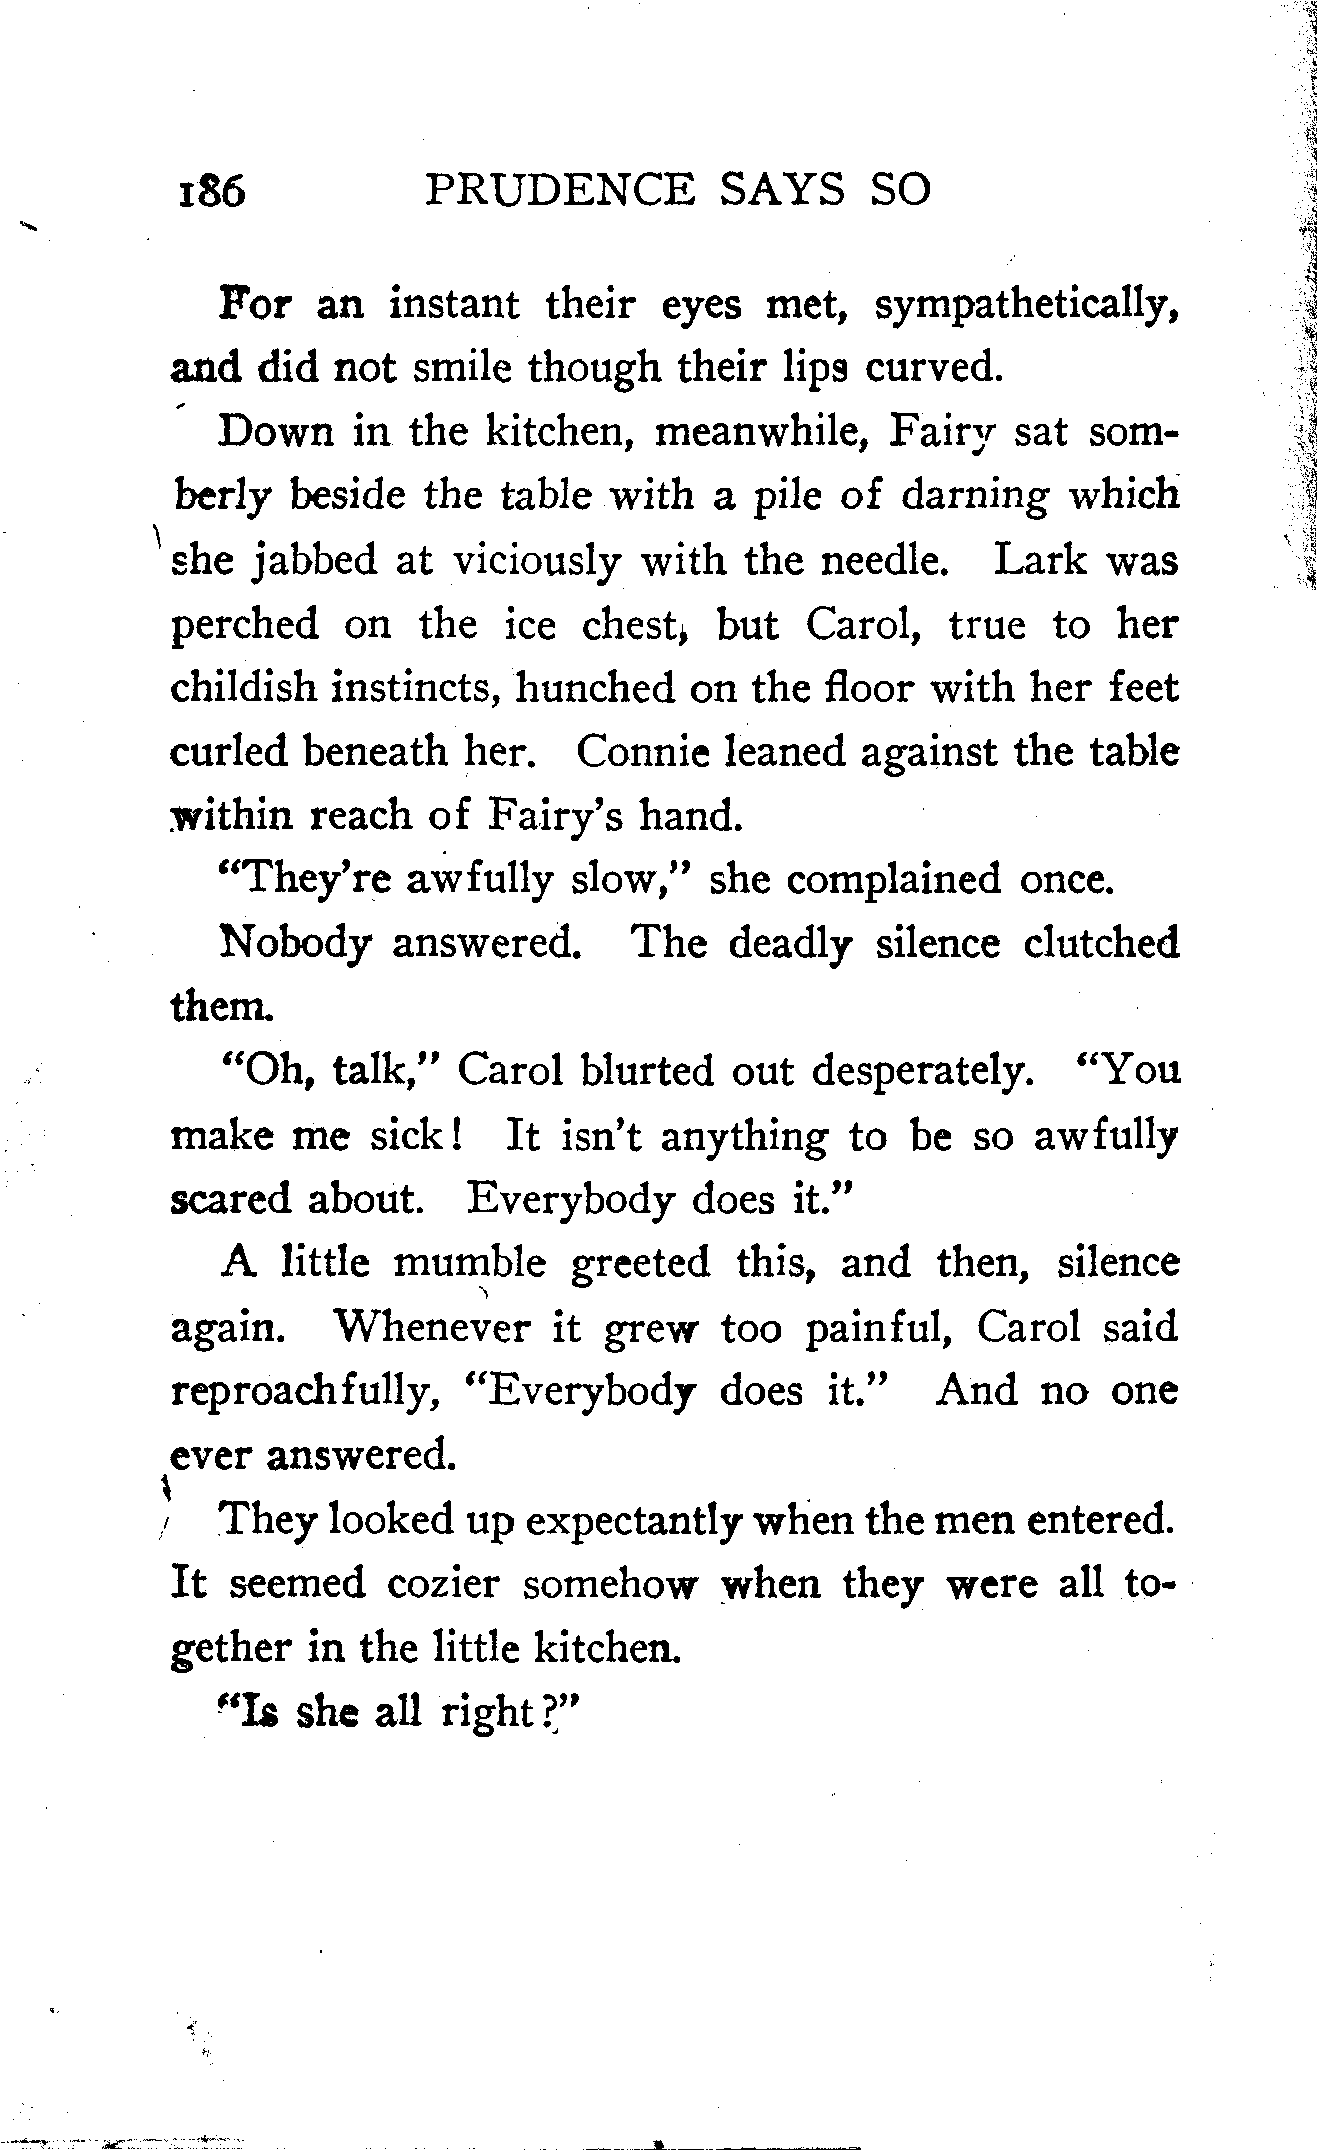 186 PRUDENCE SAYS SO
For an instant their eyes met, sympathetically,
and did not smile though their lips curved.
Down in the kitchen, meanwhile, Fairy sat som-
berly beside the table with a pile of darning which
she jabbed at viciously with the needle. Lark was
perched on the ice chest, but Carol, true to her
childish instincts, hunched on the floor with her feet
curled beneath her. Connie leaned against the table
within reach of Fairy's hand.
"They're awfully slow," she complained once.
Nobody answered. The deadly silence clutched
them.
"Oh, talk," Carol blurted out desperately. "You
make me sick! It isn't anything to be so awfully
scared about. Everybody does it."
A little mumble greeted this, and then, silence
again. Whenever it grew too painful, Carol said
reproachfully, "Everybody does it." And no one
ever answered.
They looked up expectantly when the men entered.
It seemed cozier somehow when they were all to-
gether in the little kitchen.
"Is she all right?"